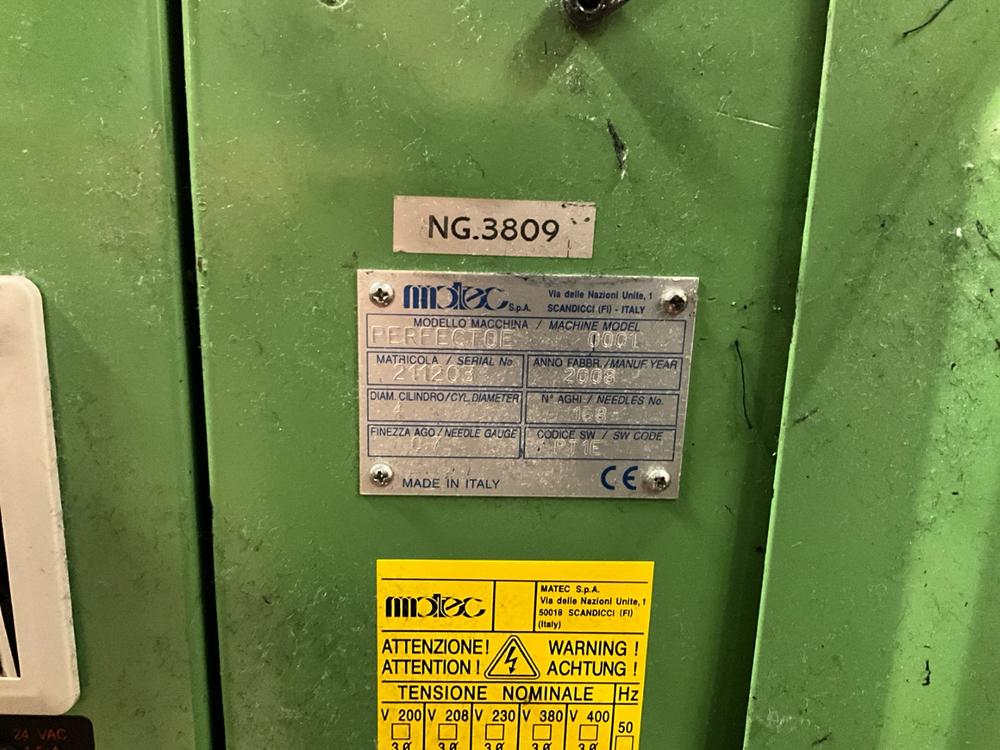 NG.3809
matec S.p.A.
Via delle Nazioni Unite, 1
SCANDICCI (FI) - ITALY
MODELLO MACCHINA / MACHINE MODEL
PERFECTOE 0001
MATRICOLA / SERIAL No
211203
ANNO FABBR./MANUF. YEAR
2008
DIAM. CILINDRO/CYL.DIAMETER
4
N° AGHI / NEEDLES No.
168
FINEZZA AGO / NEEDLE GAUGE
CODICE SW / SW CODE
PT1E
MADE IN ITALY
CE
matec
MATEC S.p.A.
Via delle Nazioni Unite, 1
50018 SCANDICCI (FI)
(Italy)
ATTENZIONE! WARNING !
ATTENTION ! ACHTUNG !
TENSIONE NOMINALE Hz
V 200 V 208 V 230 V 380 V 400 50
3Ø 3Ø 3Ø 3Ø 3Ø
24 VAC